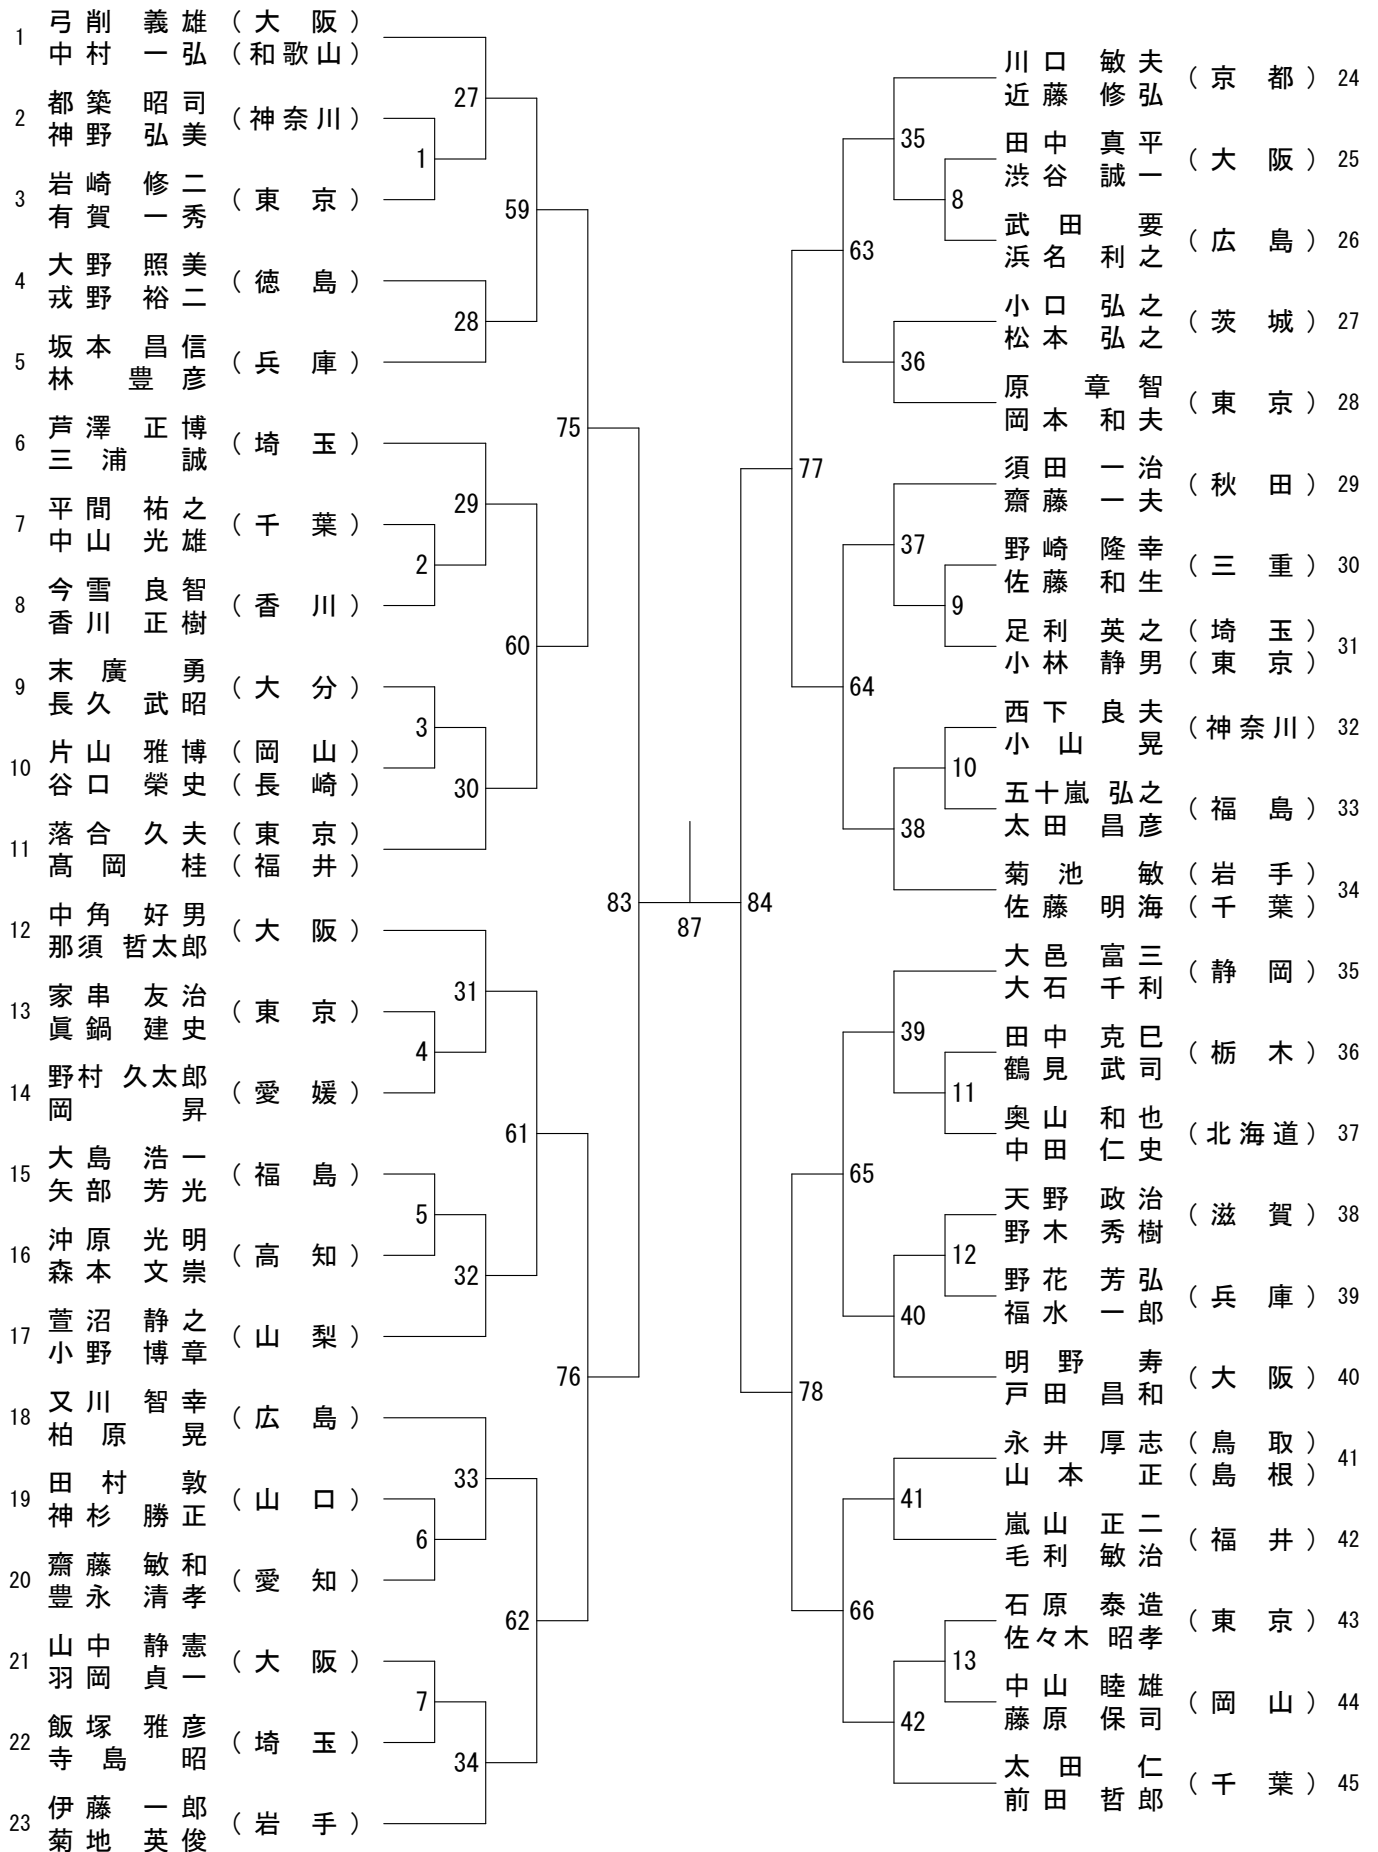 1 弓削 義雄 (大 阪)
中村 一弘 (和歌山)
2 都築 昭司 (神奈川)
神野 弘美
3 岩崎 修二 (東 京)
有賀 一秀
4 大野 照美 (徳 島)
戎野 裕二
5 坂本 昌信 (兵 庫)
林 豊彦
6 芦澤 正博 (埼 玉)
三浦 誠
7 平間 祐之 (千 葉)
中山 光雄
8 今雪 良智 (香 川)
香川 正樹
9 末廣 勇 (大 分)
長久 武昭
10 片山 雅博 (岡 山)
谷口 榮史 (長 崎)
11 落合 久夫 (東 京)
髙岡 桂 (福 井)
12 中角 好男 (大 阪)
那須 哲太郎
13 家串 友治 (東 京)
眞鍋 建史
14 野村 久太郎 (愛 媛)
岡 昇
15 大島 浩一 (福 島)
矢部 芳光
16 沖原 光明 (高 知)
森本 文崇
17 萱沼 静之 (山 梨)
小野 博章
18 又川 智幸 (広 島)
柏原 晃
19 田村 敦 (山 口)
神杉 勝正
20 齋藤 敏和 (愛 知)
豊永 清孝
21 山中 静憲 (大 阪)
羽岡 貞一
22 飯塚 雅彦 (埼 玉)
寺島 昭
23 伊藤 一郎 (岩 手)
菊地 英俊
1
2
3
4
5
6
7
27
28
29
30
31
32
33
34
59
60
61
62
75
76
83
87
84
77
78
63
64
65
66
35
36
37
38
39
40
41
42
8
9
10
11
12
13
川口 敏夫 (京 都) 24
近藤 修弘
田中 真平 (大 阪) 25
渋谷 誠一
武田 要 (広 島) 26
浜名 利之
小口 弘之 (茨 城) 27
松本 弘之
原 章智 (東 京) 28
岡本 和夫
須田 一治 (秋 田) 29
齋藤 一夫
野崎 隆幸 (三 重) 30
佐藤 和生
足利 英之 (埼 玉) 31
小林 静男 (東 京)
西下 良夫 (神奈川) 32
小山 晃
五十嵐 弘之 (福 島) 33
太田 昌彦
菊池 敏 (岩 手) 34
佐藤 明海 (千 葉)
大邑 富三 (静 岡) 35
大石 千利
田中 克巳 (栃 木) 36
鶴見 武司
奥山 和也 (北海道) 37
中田 仁史
天野 政治 (滋 賀) 38
野木 秀樹
野花 芳弘 (兵 庫) 39
福水 一郎
明野 寿 (大 阪) 40
戸田 昌和
永井 厚志 (鳥 取) 41
山本 正 (島 根)
嵐山 正二 (福 井) 42
毛利 敏治
石原 泰造 (東 京) 43
佐々木 昭孝
中山 睦雄 (岡 山) 44
藤原 保司
太田 仁 (千 葉) 45
前田 哲郎